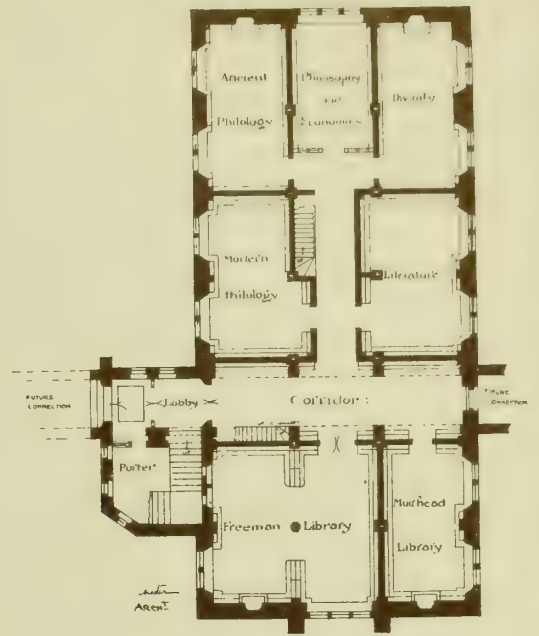 Ancient
Philology
Philosophy
and
Economics
Divinity
Modern
Philology
Literature
FUTURE
CONNECTION
Lobby
Corridor:
FUTURE
CONNECTION
Porter
Freeman Library
Muirhead
Library
ARCHT.